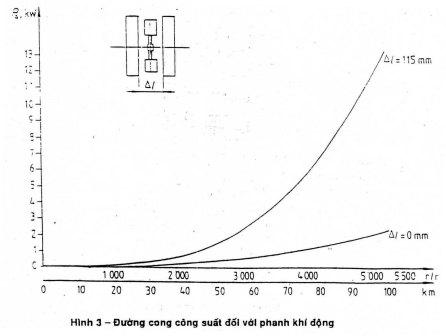 P₀, kW
13
12
11
10
9
8
7
6
5
4
3
2
1
0
Δl
Δl = 115 mm
Δl = 0 mm
1 000 2 000 3 000 4 000 5 000 5 500 r/r
0 10 20 30 40 50 60 70 80 90 100 km
Hình 3 – Đường cong công suất đối với phanh khí động